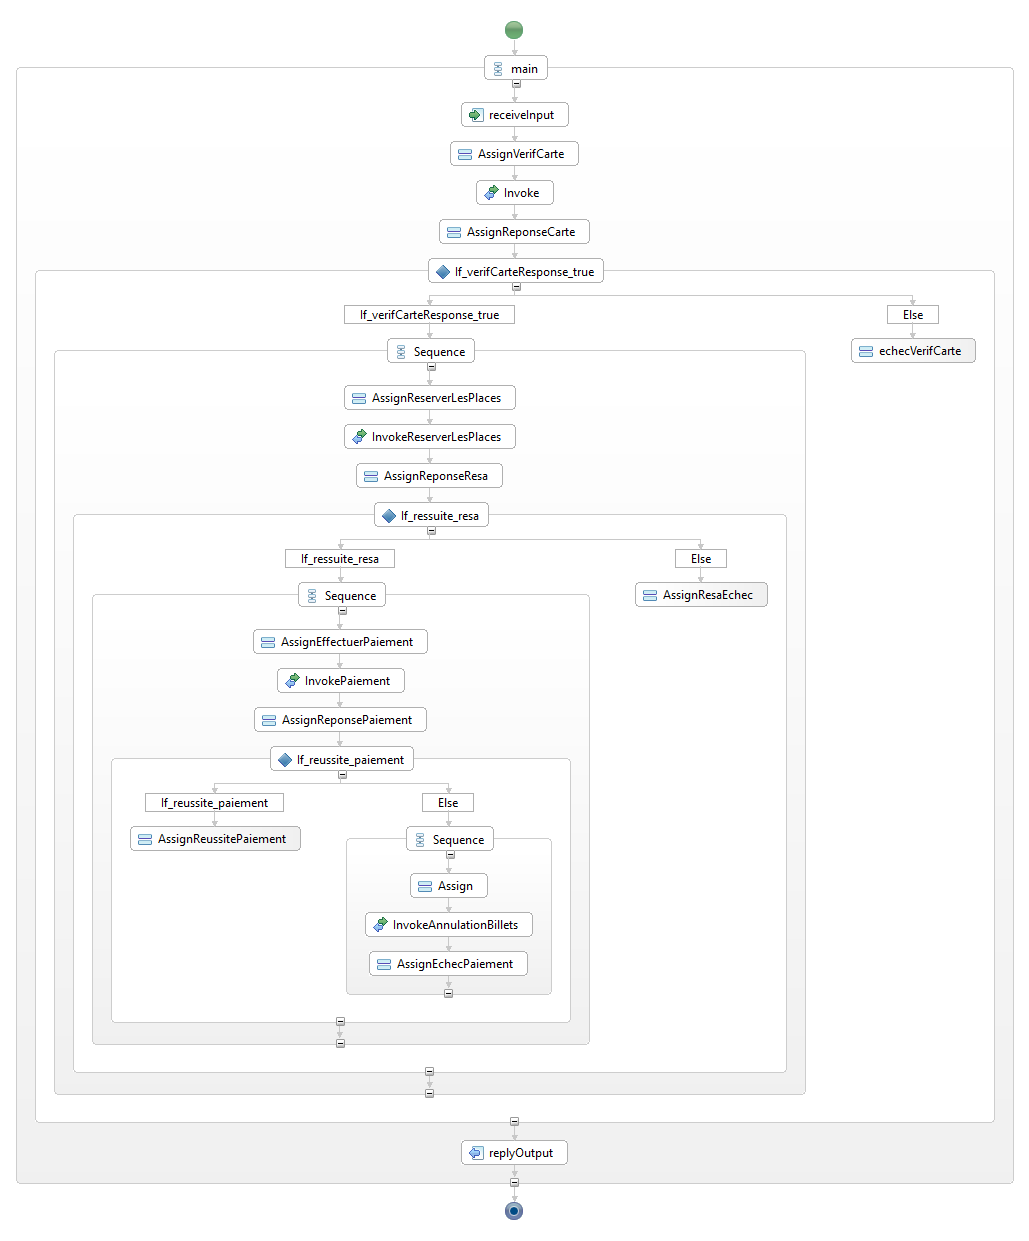 main
receiveInput
AssignVerifCarte
Invoke
AssignReponseCarte
If_verifCarteResponse_true
If_verifCarteResponse_true
Else
Sequence
echecVerifCarte
AssignReserverLesPlaces
InvokeReserverLesPlaces
AssignReponseResa
If_ressuite_resa
If_ressuite_resa
Else
Sequence
AssignResaEchec
AssignEffectuerPaiement
InvokePaiement
AssignReponsePaiement
If_reussite_paiement
If_reussite_paiement
Else
AssignReussitePaiement
Sequence
Assign
InvokeAnnulationBillets
AssignEchecPaiement
replyOutput